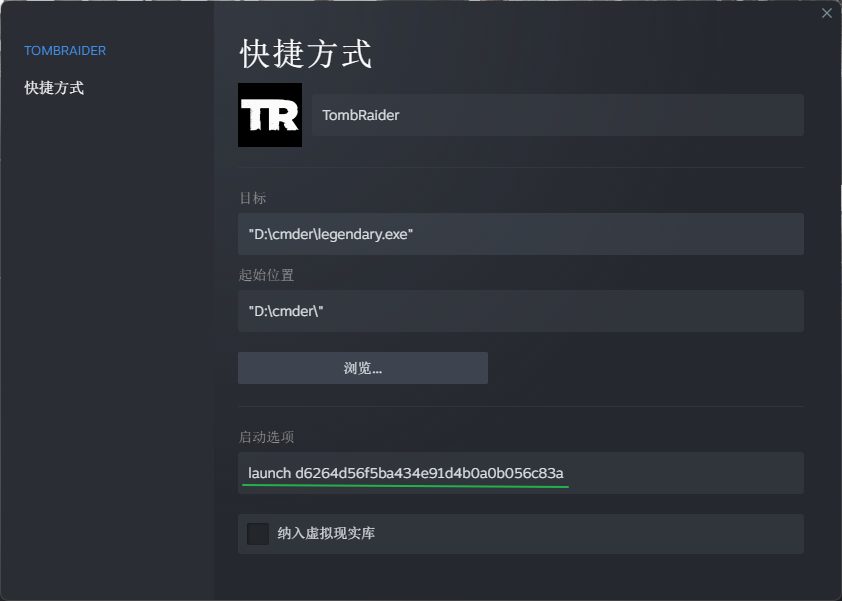 TOMBRAIDER
快捷方式
快捷方式
TR
TombRaider
目标
"D:\cmder\legendary.exe"
起始位置
"D:\cmder\"
浏览...
启动选项
launch d6264d56f5ba434e91d4b0a0b056c83a
纳入虚拟现实库